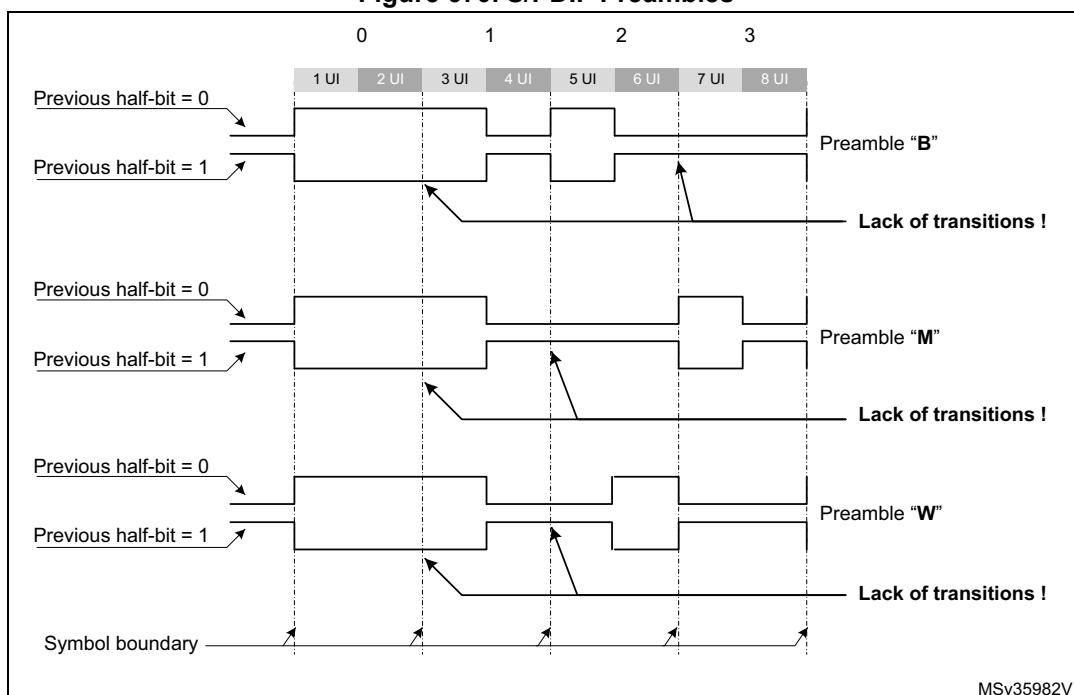 0 1 2 3
1 UI 2 UI 3 UI 4 UI 5 UI 6 UI 7 UI 8 UI
Previous half-bit = 0
Preamble “B”
Previous half-bit = 1
Lack of transitions !
Previous half-bit = 0
Preamble “M”
Previous half-bit = 1
Lack of transitions !
Previous half-bit = 0
Preamble “W”
Previous half-bit = 1
Lack of transitions !
Symbol boundary
MSv35982V